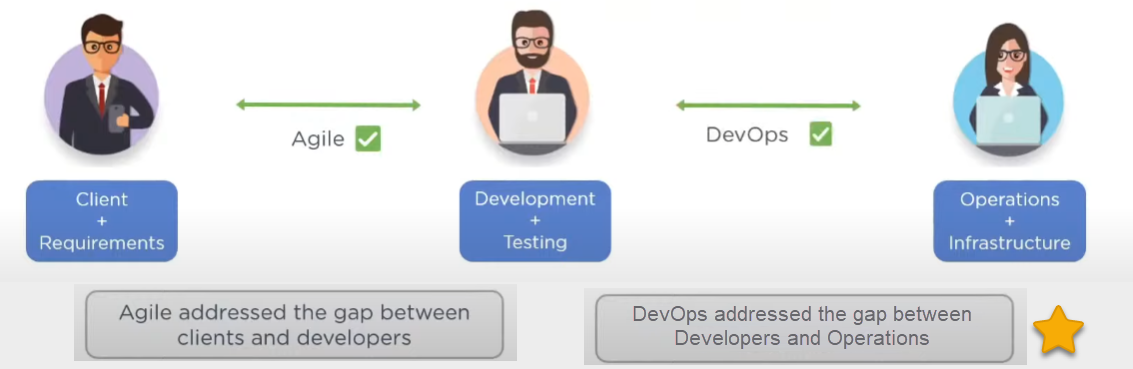 Agile
DevOps
Client
+
Requirements
Development
+
Testing
Operations
+
Infrastructure
Agile addressed the gap between
clients and developers
DevOps addressed the gap between
Developers and Operations